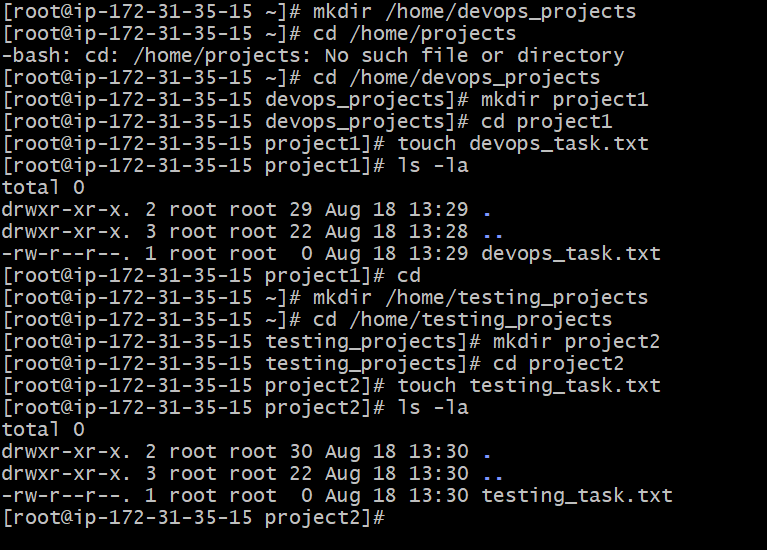 [root@ip-172-31-35-15 ~]# mkdir /home/devops_projects
[root@ip-172-31-35-15 ~]# cd /home/projects
-bash: cd: /home/projects: No such file or directory
[root@ip-172-31-35-15 ~]# cd /home/devops_projects
[root@ip-172-31-35-15 devops_projects]# mkdir project1
[root@ip-172-31-35-15 devops_projects]# cd project1
[root@ip-172-31-35-15 project1]# touch devops_task.txt
[root@ip-172-31-35-15 project1]# ls -la
total 0
drwxr-xr-x. 2 root root 29 Aug 18 13:29 .
drwxr-xr-x. 3 root root 22 Aug 18 13:28 ..
-rw-r--r--. 1 root root  0 Aug 18 13:29 devops_task.txt
[root@ip-172-31-35-15 project1]# cd
[root@ip-172-31-35-15 ~]# mkdir /home/testing_projects
[root@ip-172-31-35-15 ~]# cd /home/testing_projects
[root@ip-172-31-35-15 testing_projects]# mkdir project2
[root@ip-172-31-35-15 testing_projects]# cd project2
[root@ip-172-31-35-15 project2]# touch testing_task.txt
[root@ip-172-31-35-15 project2]# ls -la
total 0
drwxr-xr-x. 2 root root 30 Aug 18 13:30 .
drwxr-xr-x. 3 root root 22 Aug 18 13:30 ..
-rw-r--r--. 1 root root  0 Aug 18 13:30 testing_task.txt
[root@ip-172-31-35-15 project2]#